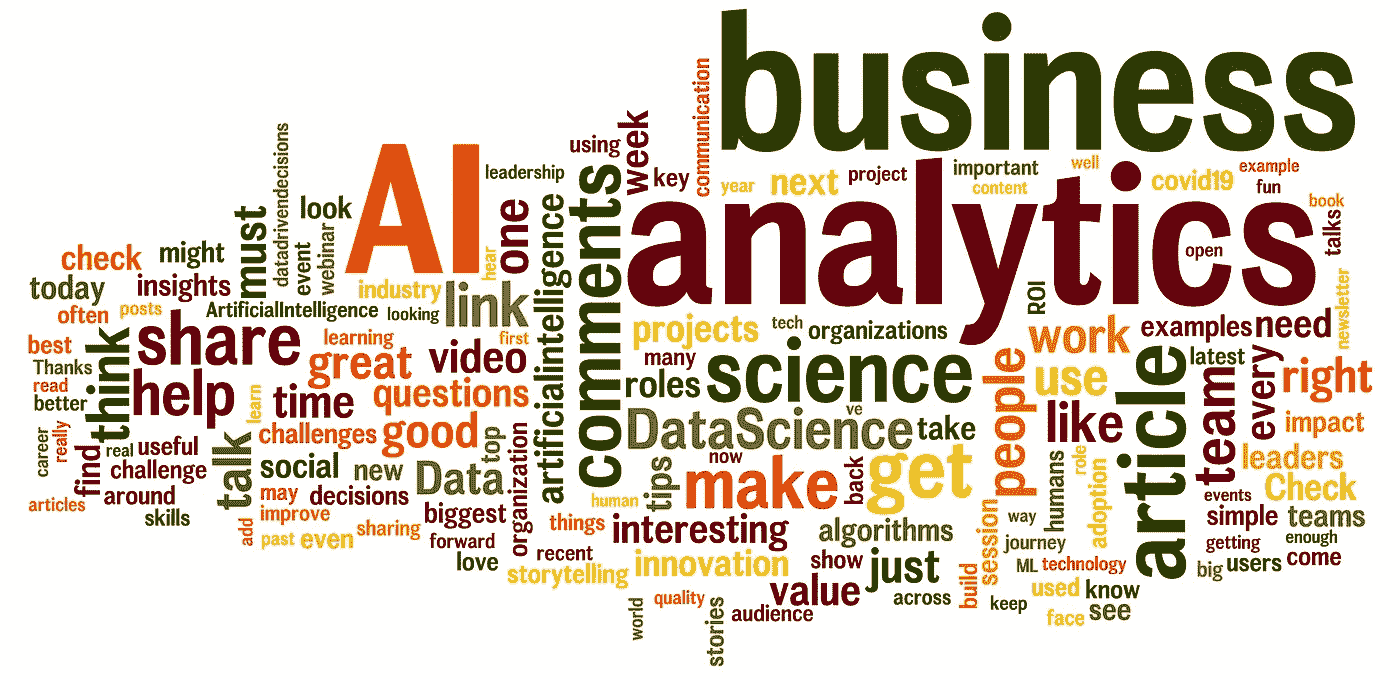 business
communication
week
using
key
year
next
project
important
content
well
covid19
example
fun
book
talks
open
analytics
AI
leadership
datadrivendecisions
look
event
webinar
must
might
check
insights
today
often
posts
ArtificialIntelligence
looking
industry
hear
one
link
first
artificialintelligence
comments
projects
tech
organizations
ROI
work
examples
need
newsletter
share
learning
great
video
best
Thanks
read
better
think
help
learn
time
questions
many
roles
science
people
use
article
latest
team
every
right
DataScience
ve
take
like
career
really
find
real
useful
challenge
talk
challenges
good
top
organization
social
new
Data
now
tips
make
back
get
humans
role
adoption
impact
leaders
Check
events
simple
teams
articles
around
skills
add
may
improve
decisions
past
even
sharing
biggest
forward
love
human
things
interesting
algorithms
session
way
journey
getting
enough
big
users
come
recent
storytelling
innovation
show
just
value
across
build
ML
technology
keep
used
know
face
see
world
quality
stories
audience